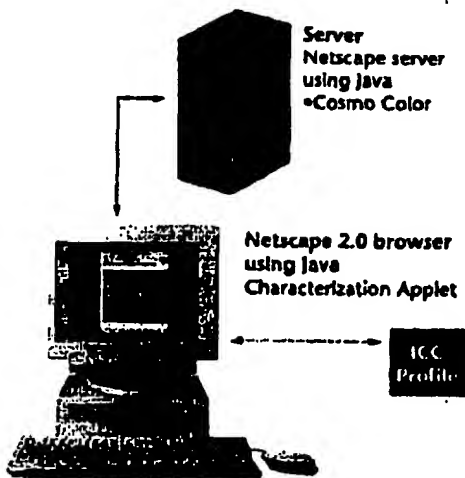 Server
Netscape server
using Java
•Cosmo Color
Netscape 2.0 browser
using Java
Characterization Applet
ICC
Profile